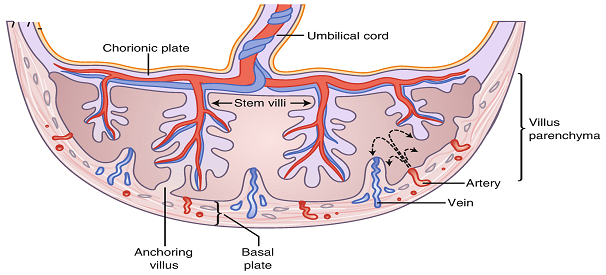 Umbilical cord
Chorionic plate
Stem villi
Villus
parenchyma
Artery
Vein
Anchoring
villus
Basal
plate